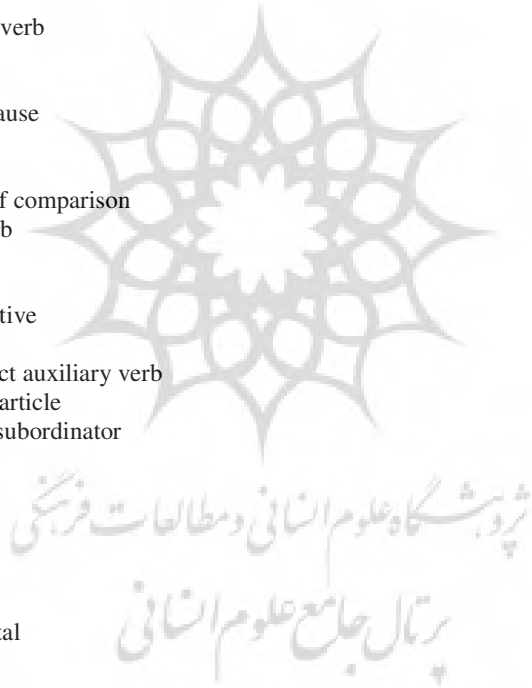 verb
ause
f comparison
b
tive
ct auxiliary verb
article
subordinator
پژوهشگاه علوم انسانی و مطالعات فرهنگی
پرتال جامع علوم انسانی
tal